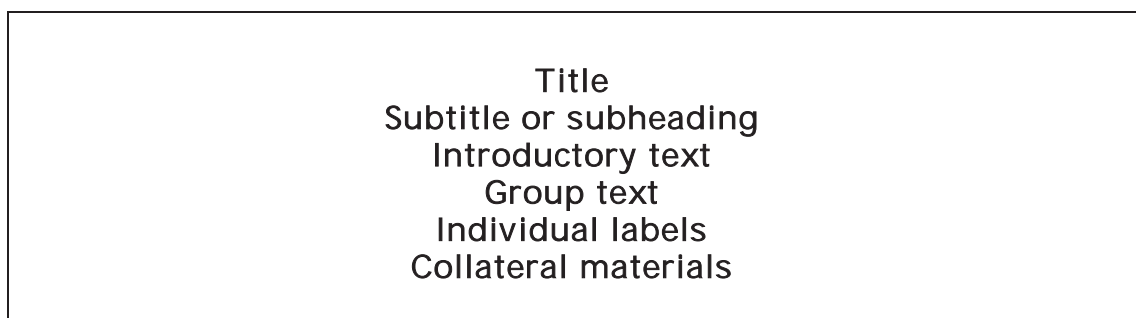 Title
Subtitle or subheading
Introductory text
Group text
Individual labels
Collateral materials